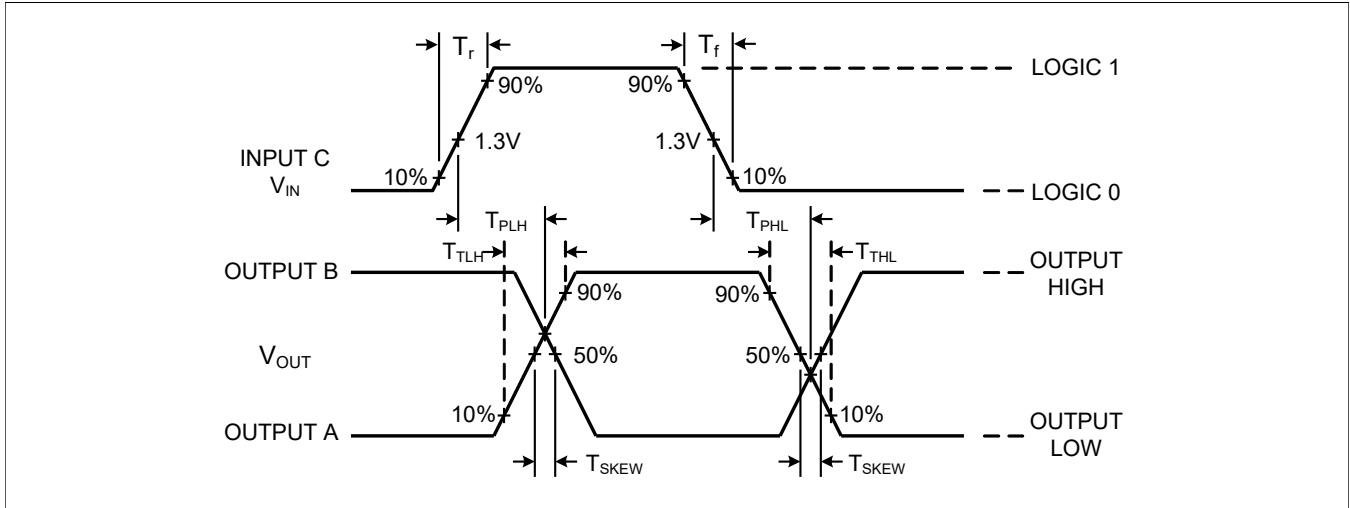 Tr Tf
LOGIC 1
90% 90%
1.3V 1.3V
INPUT C
VIN
10% 10%
LOGIC 0
TPLH TPHL
TTLH TTHL
OUTPUT B
OUTPUT
HIGH
90% 90%
VOUT
50% 50%
10% 10%
OUTPUT A
OUTPUT
LOW
TSKEW TSKEW